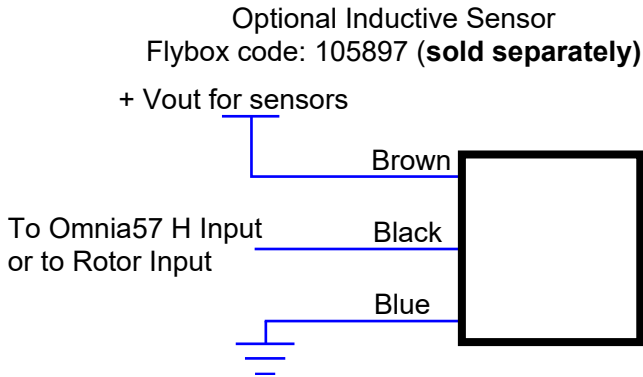 Optional Inductive Sensor
Flybox code: 105897 (sold separately)
+ Vout for sensors
Brown
To Omnia57 H Input
or to Rotor Input
Black
Blue